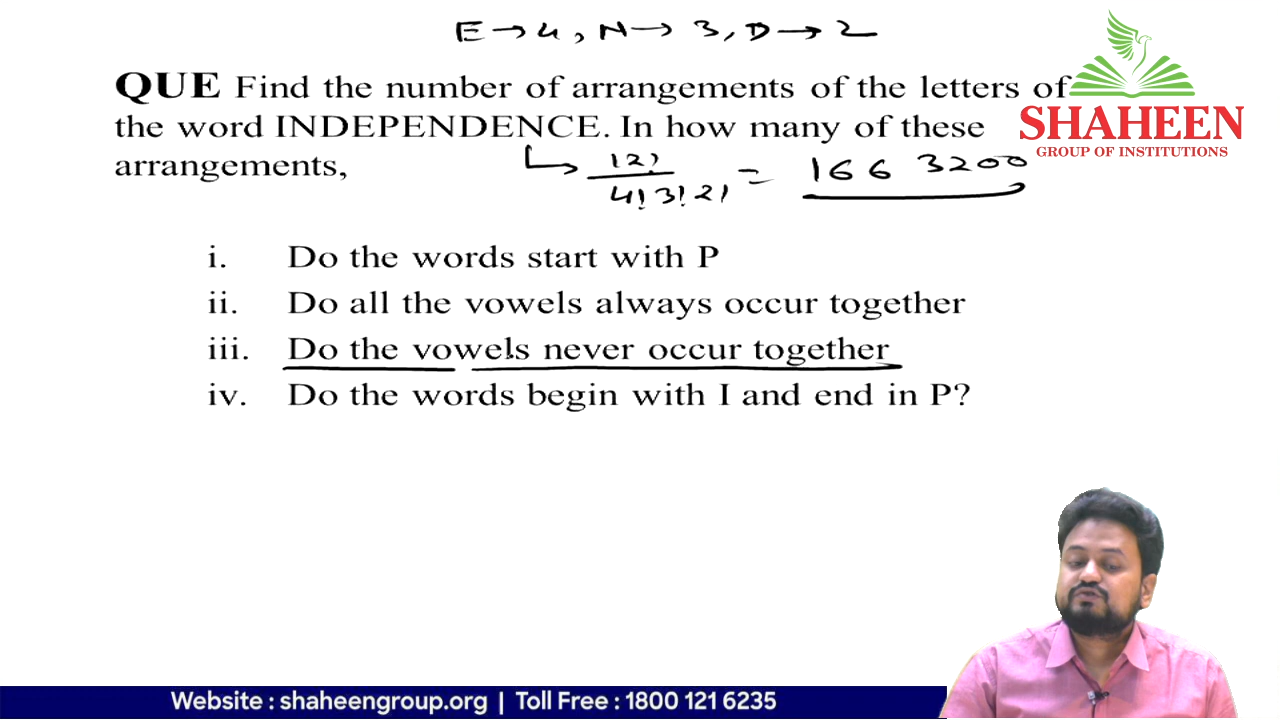 E → 4, N → 3, D → 2
QUE Find the number of arrangements of the letters of
the word INDEPENDENCE. In how many of these
arrangements,
12! / 4! 3! 2! = 166 3200
i. Do the words start with P
ii. Do all the vowels always occur together
iii. Do the vowels never occur together
iv. Do the words begin with I and end in P?
SHAHEEN
GROUP OF INSTITUTIONS
Website : shaheengroup.org | Toll Free : 1800 121 6235